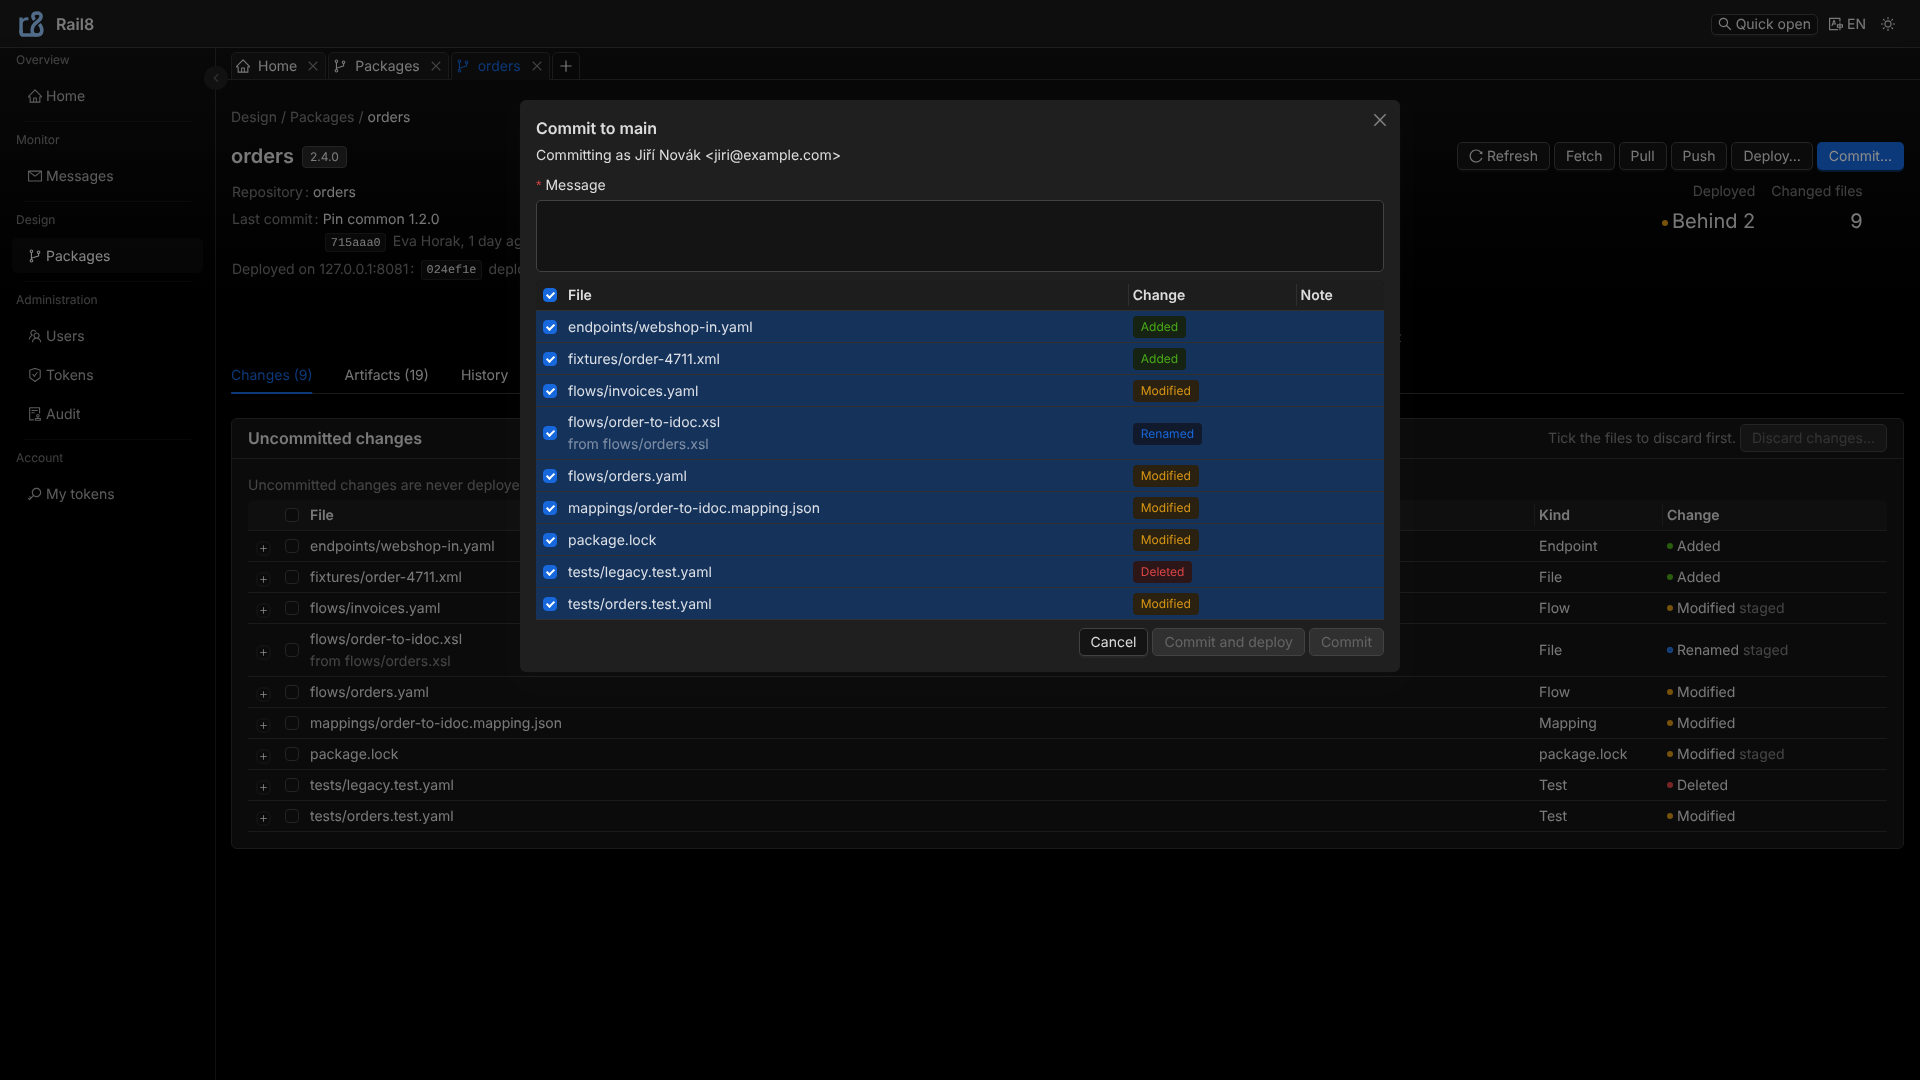 Rail8
Quick open
EN
Overview
Home
Monitor
Messages
Design
Packages
Administration
Users
Tokens
Audit
Account
My tokens
Home
Packages
orders
Design / Packages / orders
orders 2.4.0
Repository: orders
Last commit: Pin common 1.2.0
715aaa0 Eva Horak, 1 day ag
Deployed on 127.0.0.1:8081: 024ef1e
Refresh Fetch Pull Push Deploy... Commit...
Deployed Changed files
Behind 2 9
Changes (9) Artifacts (19) History
Uncommitted changes
Tick the files to discard first. Discard changes...
Uncommitted changes are never deploye
File Kind Change
endpoints/webshop-in.yaml Endpoint Added
fixtures/order-4711.xml File Added
flows/invoices.yaml Flow Modified staged
flows/order-to-idoc.xsl
from flows/orders.xsl File Renamed staged
flows/orders.yaml Flow Modified
mappings/order-to-idoc.mapping.json Mapping Modified
package.lock package.lock Modified staged
tests/legacy.test.yaml Test Deleted
tests/orders.test.yaml Test Modified
Commit to main
Committing as Jiří Novák <jiri@example.com>
* Message
File Change Note
endpoints/webshop-in.yaml Added
fixtures/order-4711.xml Added
flows/invoices.yaml Modified
flows/order-to-idoc.xsl
from flows/orders.xsl Renamed
flows/orders.yaml Modified
mappings/order-to-idoc.mapping.json Modified
package.lock Modified
tests/legacy.test.yaml Deleted
tests/orders.test.yaml Modified
Cancel Commit and deploy Commit